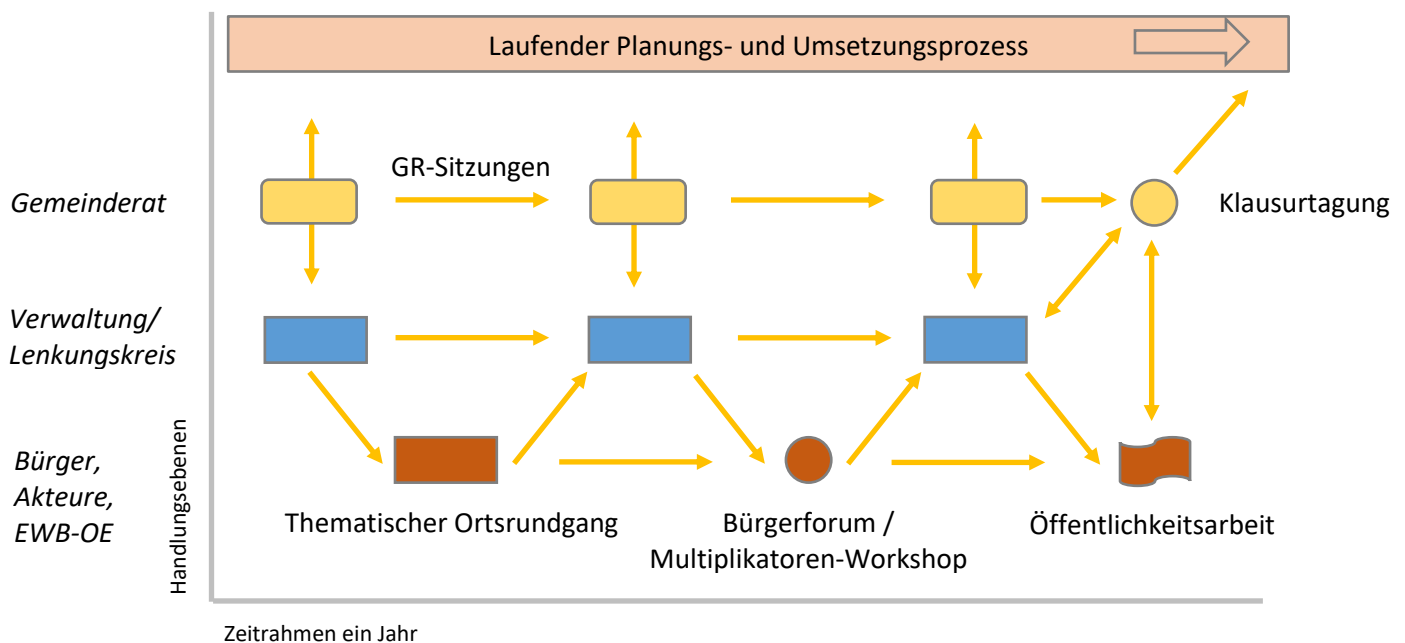 Laufender Planungs- und Umsetzungsprozess
GR-Sitzungen
Gemeinderat
Klausurtagung
Verwaltung/
Lenkungskreis
Bürger,
Akteure,
EWB-OE
Handlungsebenen
Thematischer Ortsrundgang
Bürgerforum /
Multiplikatoren-Workshop
Öffentlichkeitsarbeit
Zeitrahmen ein Jahr